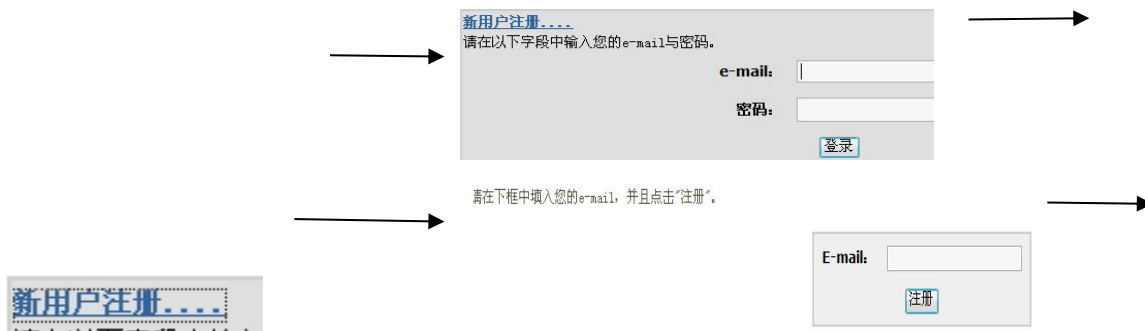 新用户注册....
请在以下字段中输入您的e-mail与密码。
e-mail:
密码:
登录
请在下框中填入您的e-mail，并且点击"注册"。
E-mail:
注册
新用户注册....